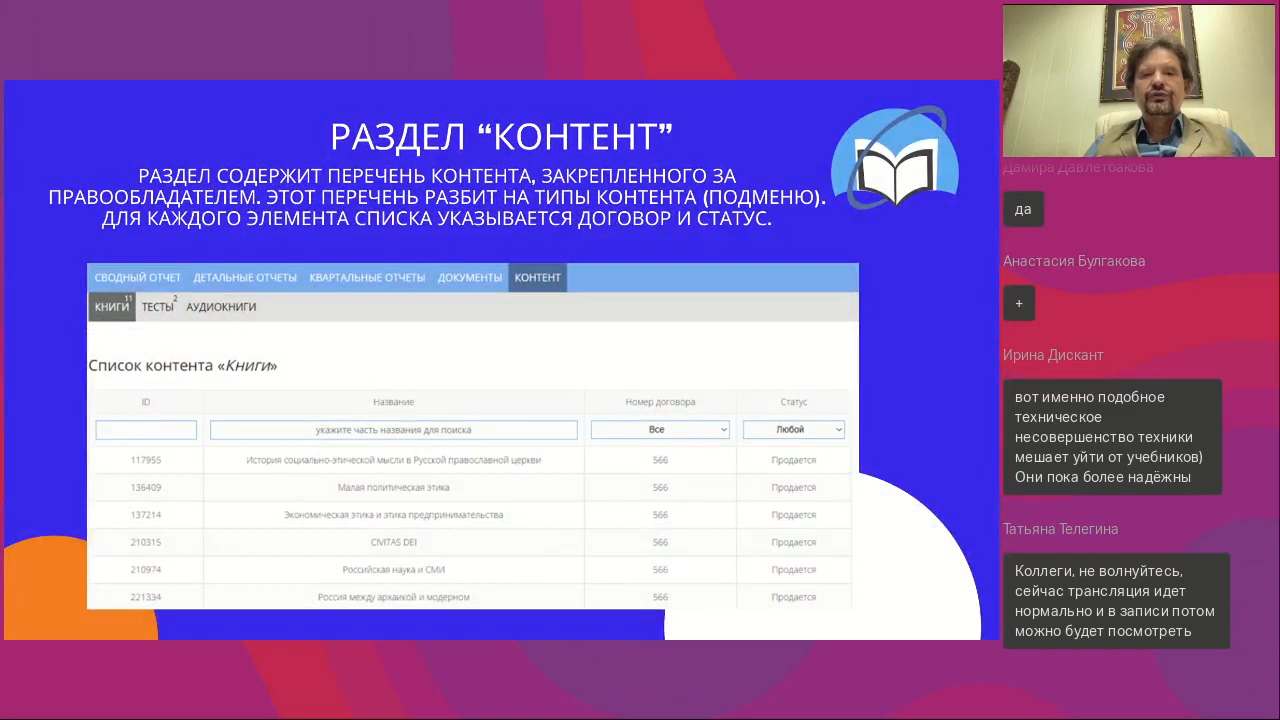 РАЗДЕЛ “КОНТЕНТ”
РАЗДЕЛ СОДЕРЖИТ ПЕРЕЧЕНЬ КОНТЕНТА, ЗАКРЕПЛЕННОГО ЗА
ПРАВООБЛАДАТЕЛЕМ. ЭТОТ ПЕРЕЧЕНЬ РАЗБИТ НА ТИПЫ КОНТЕНТА (ПОДМЕНЮ).
ДЛЯ КАЖДОГО ЭЛЕМЕНТА СПИСКА УКАЗЫВАЕТСЯ ДОГОВОР И СТАТУС.
СВОДНЫЙ ОТЧЕТ ДЕТАЛЬНЫЕ ОТЧЕТЫ КВАРТАЛЬНЫЕ ОТЧЕТЫ ДОКУМЕНТЫ КОНТЕНТ
КНИГИ 11 ТЕСТЫ 2 АУДИОКНИГИ
Список контента «Книги»
ID Название Номер договора Статус
укажите часть названия для поиска Все Любой
117955 История социально-этической мысли в Русской православной церкви 566 Продается
136409 Малая политическая этика 566 Продается
137214 Экономическая этика и этика предпринимательства 566 Продается
210315 CIVITAS DEI 566 Продается
210974 Российская наука и СМИ 566 Продается
221334 Россия между архаикой и модерном 566 Продается
Дамира Давлетбакова
да
Анастасия Булгакова
+
Ирина Дискант
вот именно подобное
техническое
несовершенство техники
мешает уйти от учебников)
Они пока более надёжны
Татьяна Телегина
Коллеги, не волнуйтесь,
сейчас трансляция идет
нормально и в записи потом
можно будет посмотреть